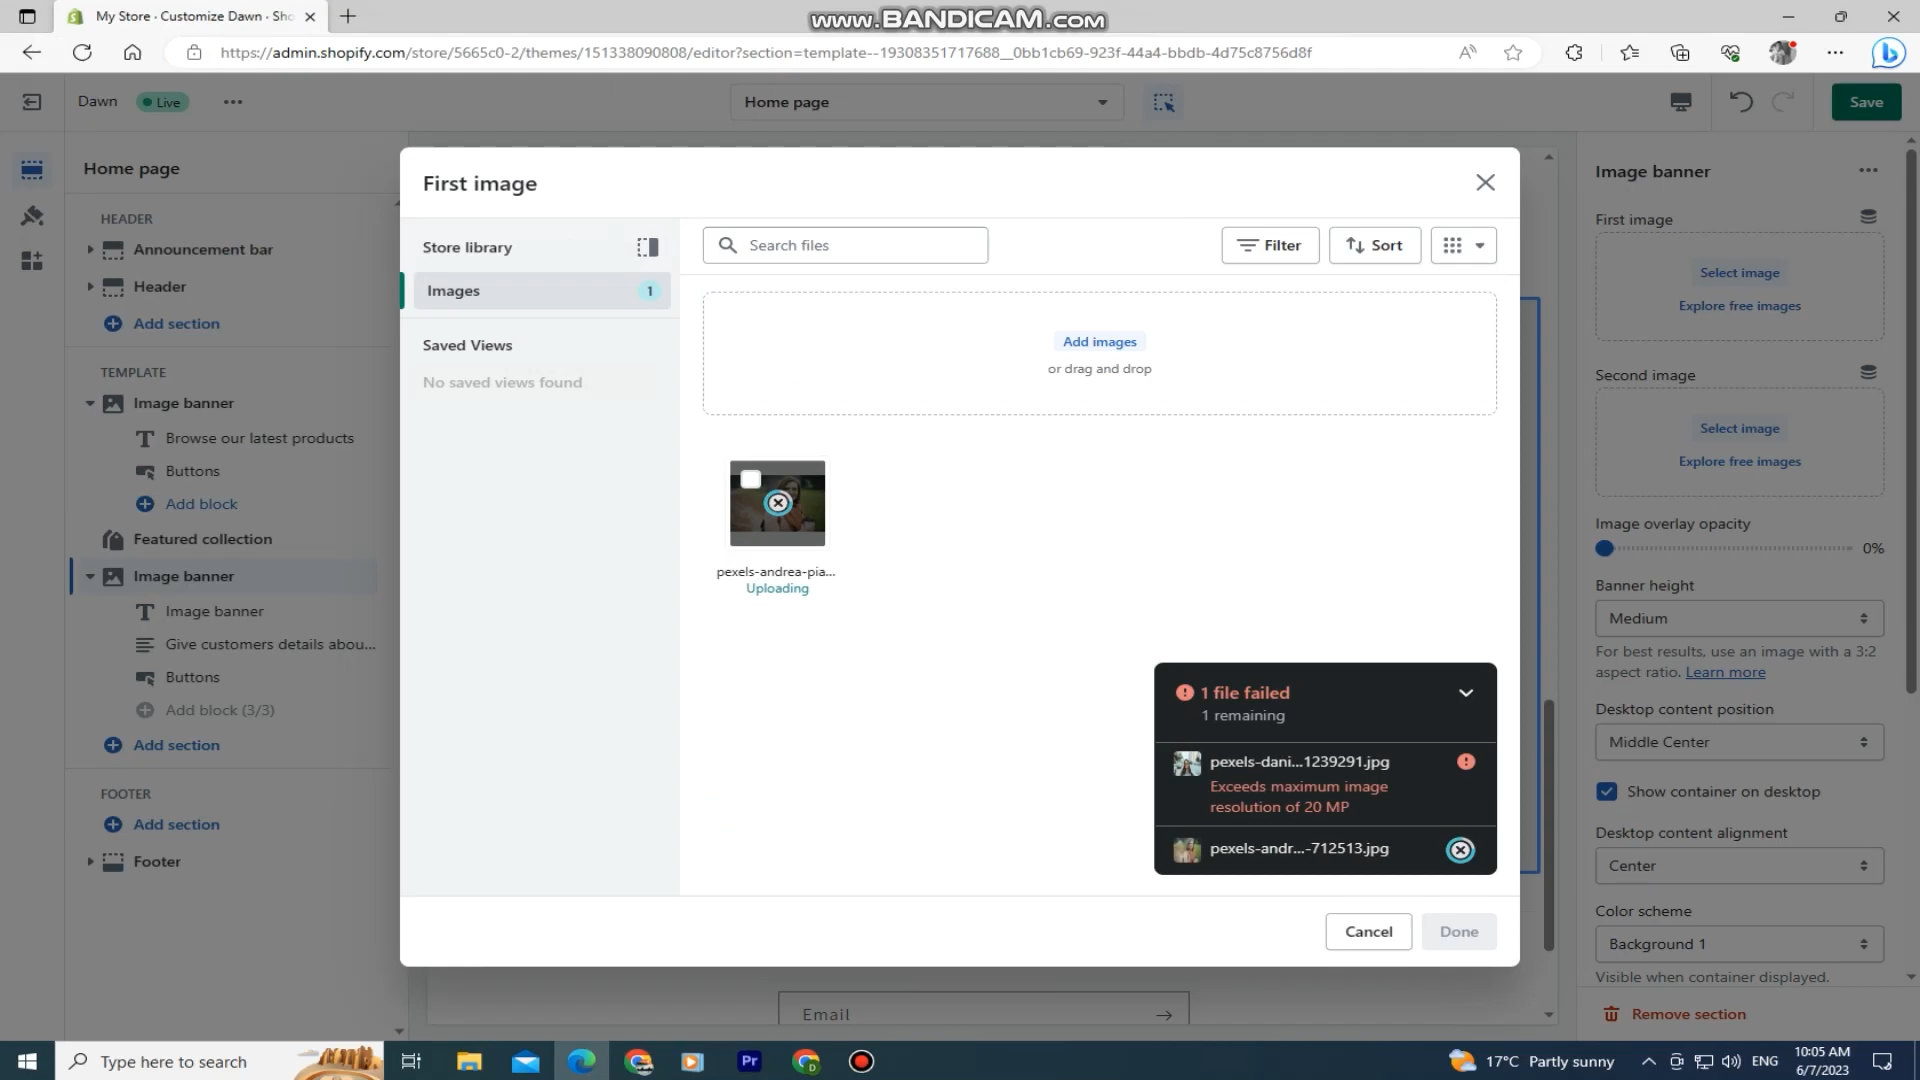 My Store · Customize Dawn · Sho
www.BANDICAM.com
https://admin.shopify.com/store/5665c0-2/themes/151338090808/editor?section=template--19308351717688__0bb1cb69-923f-44a4-bbdb-4d75c8756d8f
Dawn
Live
Home page
Save
Home page
HEADER
Announcement bar
Header
Add section
TEMPLATE
Image banner
Browse our latest products
Buttons
Add block
Featured collection
Image banner
Image banner
Give customers details abou...
Buttons
Add block (3/3)
Add section
FOOTER
Add section
Footer
First image
Store library
Images 1
Saved Views
No saved views found
Search files
Filter
Sort
Add images
or drag and drop
pexels-andrea-pia...
Uploading
1 file failed
1 remaining
pexels-dani...1239291.jpg
Exceeds maximum image
resolution of 20 MP
pexels-andr...-712513.jpg
Cancel
Done
Email
Image banner
First image
Select image
Explore free images
Second image
Select image
Explore free images
Image overlay opacity
0%
Banner height
Medium
For best results, use an image with a 3:2
aspect ratio. Learn more
Desktop content position
Middle Center
Show container on desktop
Desktop content alignment
Center
Color scheme
Background 1
Visible when container displayed.
Remove section
Type here to search
Pr
17°C Partly sunny
ENG
10:05 AM
6/7/2023